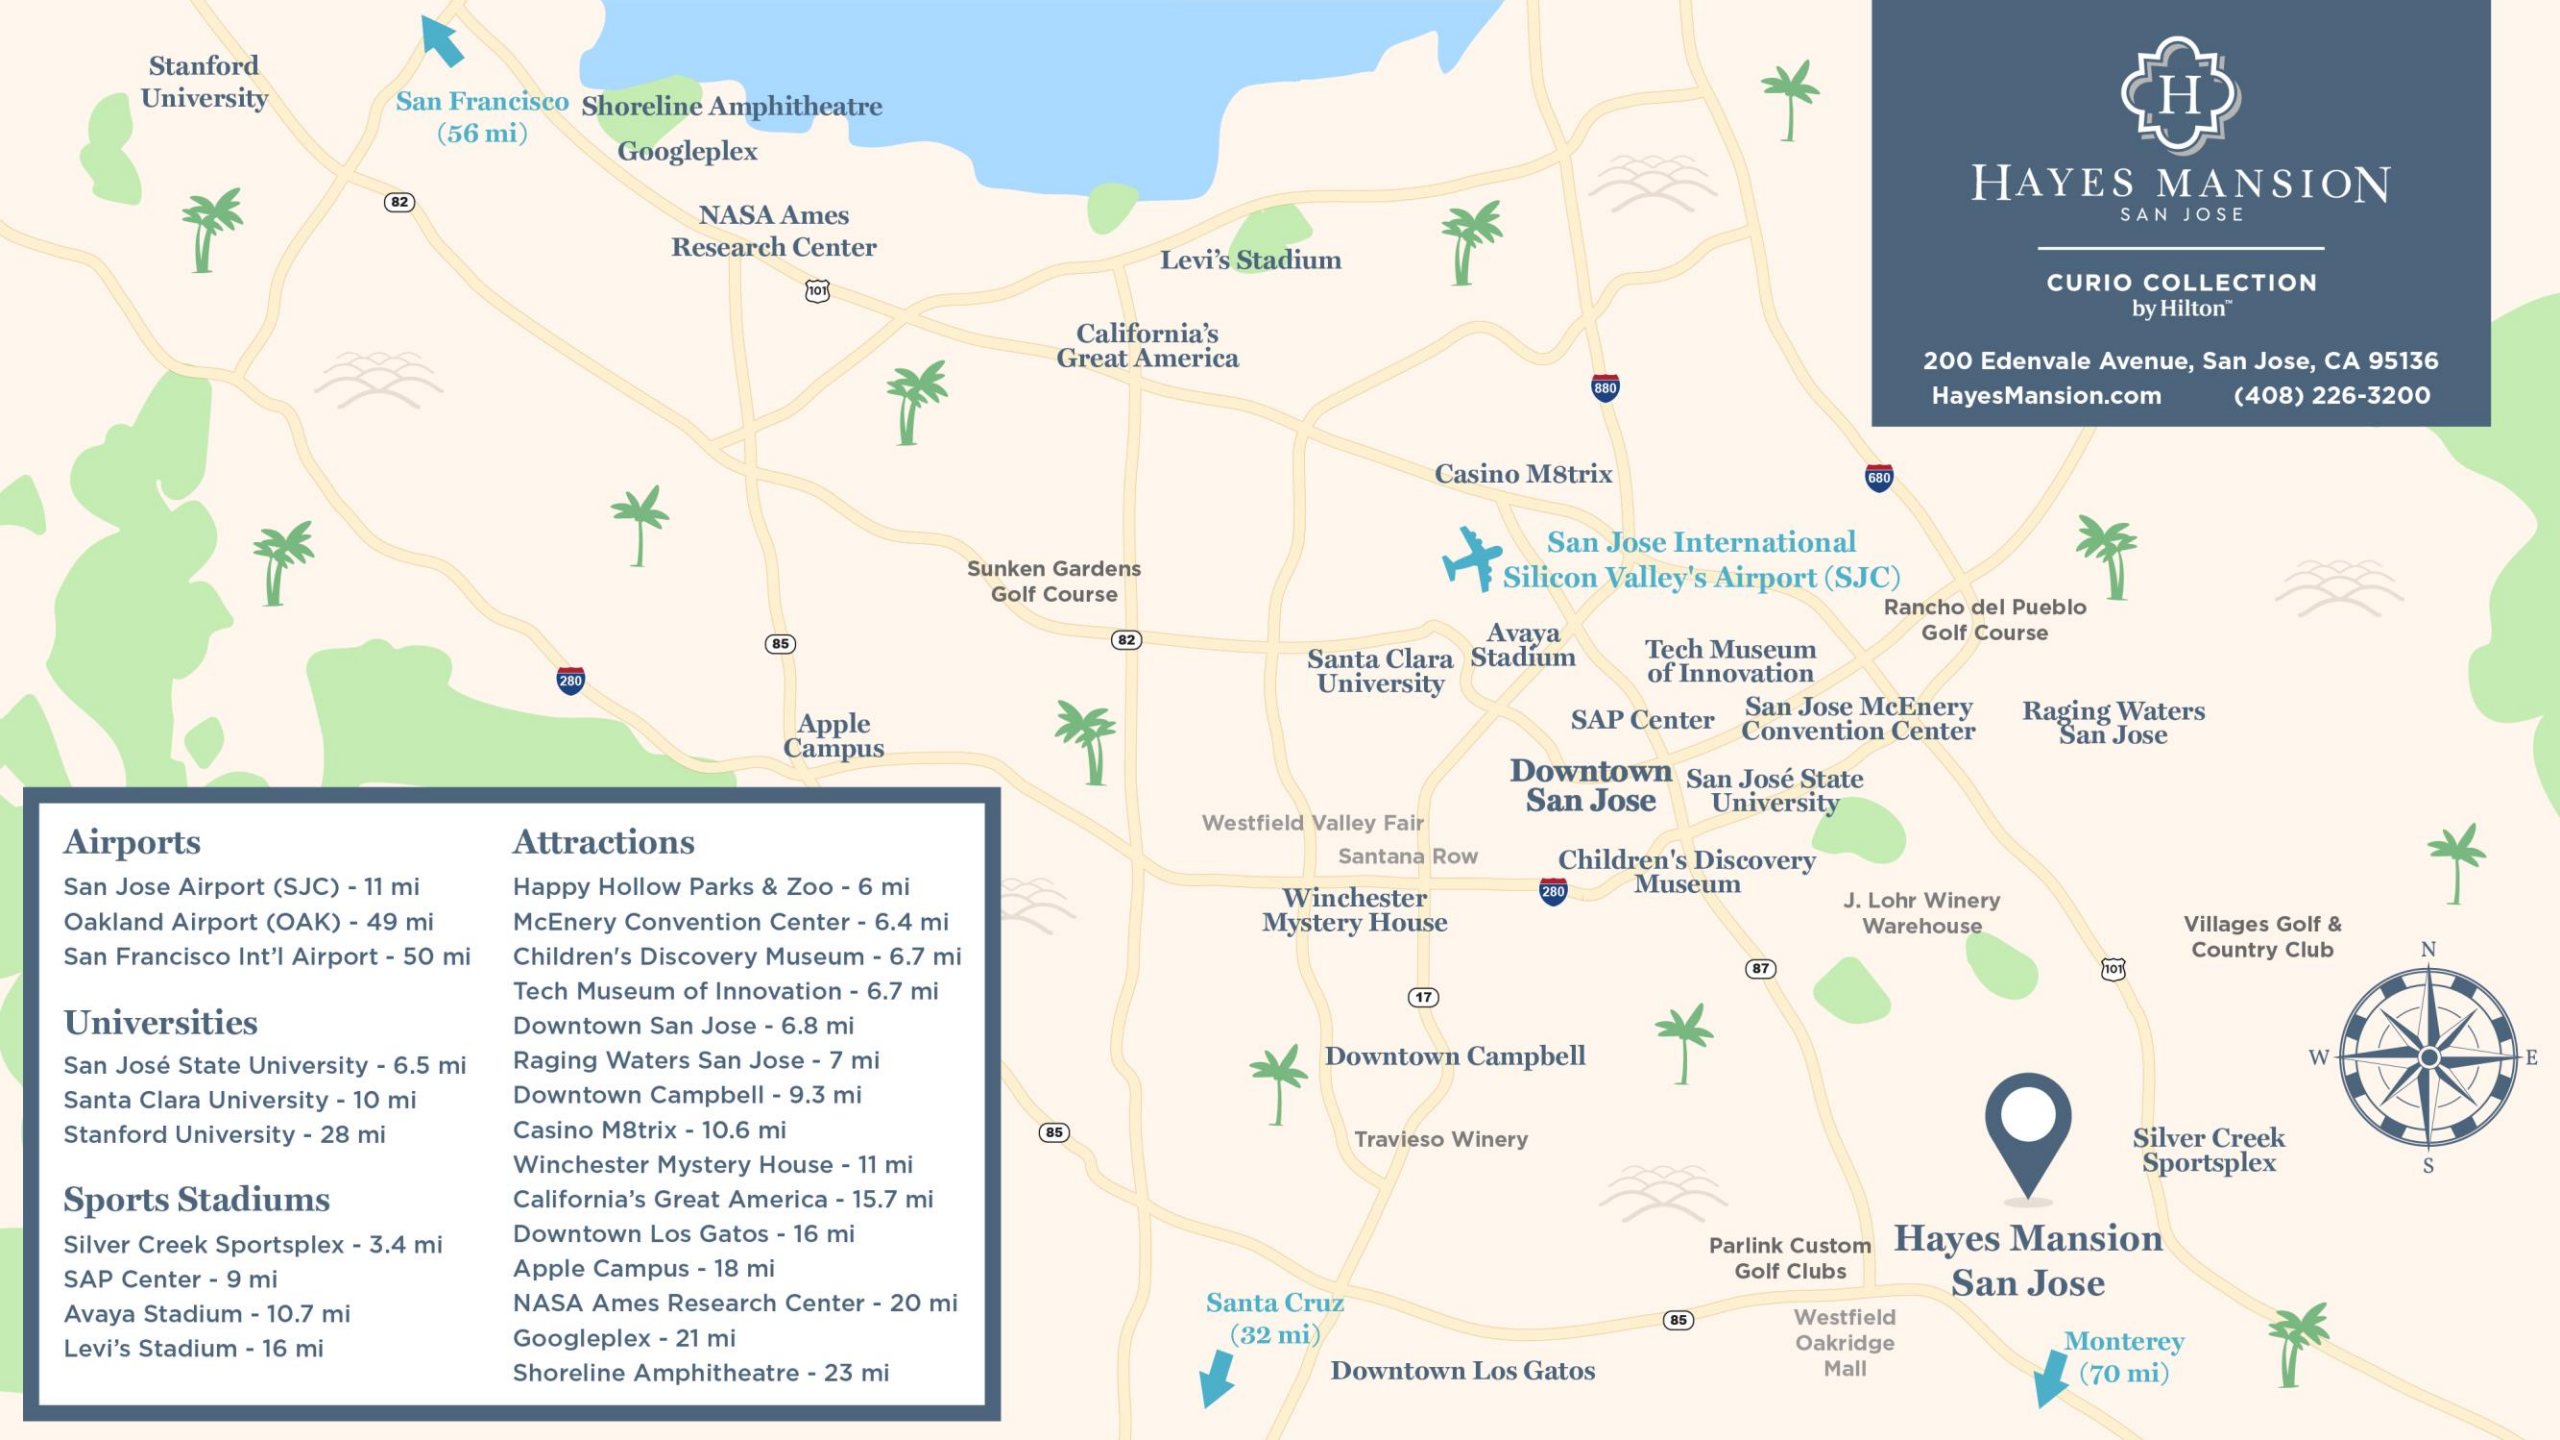 Stanford
University
San Francisco
(56 mi)
Shoreline Amphitheatre
Googleplex
82
NASA Ames
Research Center
101
Levi's Stadium
California's
Great America
H
HAYES MANSION
SAN JOSE
CURIO COLLECTION
by Hilton™
200 Edenvale Avenue, San Jose, CA 95136
HayesMansion.com (408) 226-3200
880
680
Casino M8trix
San Jose International
Silicon Valley's Airport (SJC)
Sunken Gardens
Golf Course
Rancho del Pueblo
Golf Course
85
82
280
Avaya
Stadium
Santa Clara
University
Tech Museum
of Innovation
Apple
Campus
SAP Center
San Jose McEnery
Convention Center
Raging Waters
San Jose
Downtown
San Jose
San José State
University
Westfield Valley Fair
Santana Row
Children's Discovery
Museum
280
Winchester
Mystery House
J. Lohr Winery
Warehouse
Villages Golf &
Country Club
87
101
17
N
W
E
S
Downtown Campbell
85
Travieso Winery
Silver Creek
Sportsplex
Parlink Custom
Golf Clubs
Hayes Mansion
San Jose
Santa Cruz
(32 mi)
85
Westfield
Oakridge
Mall
Monterey
(70 mi)
Downtown Los Gatos
Airports
San Jose Airport (SJC) - 11 mi
Oakland Airport (OAK) - 49 mi
San Francisco Int'l Airport - 50 mi
Universities
San José State University - 6.5 mi
Santa Clara University - 10 mi
Stanford University - 28 mi
Sports Stadiums
Silver Creek Sportsplex - 3.4 mi
SAP Center - 9 mi
Avaya Stadium - 10.7 mi
Levi's Stadium - 16 mi
Attractions
Happy Hollow Parks & Zoo - 6 mi
McEnery Convention Center - 6.4 mi
Children's Discovery Museum - 6.7 mi
Tech Museum of Innovation - 6.7 mi
Downtown San Jose - 6.8 mi
Raging Waters San Jose - 7 mi
Downtown Campbell - 9.3 mi
Casino M8trix - 10.6 mi
Winchester Mystery House - 11 mi
California's Great America - 15.7 mi
Downtown Los Gatos - 16 mi
Apple Campus - 18 mi
NASA Ames Research Center - 20 mi
Googleplex - 21 mi
Shoreline Amphitheatre - 23 mi